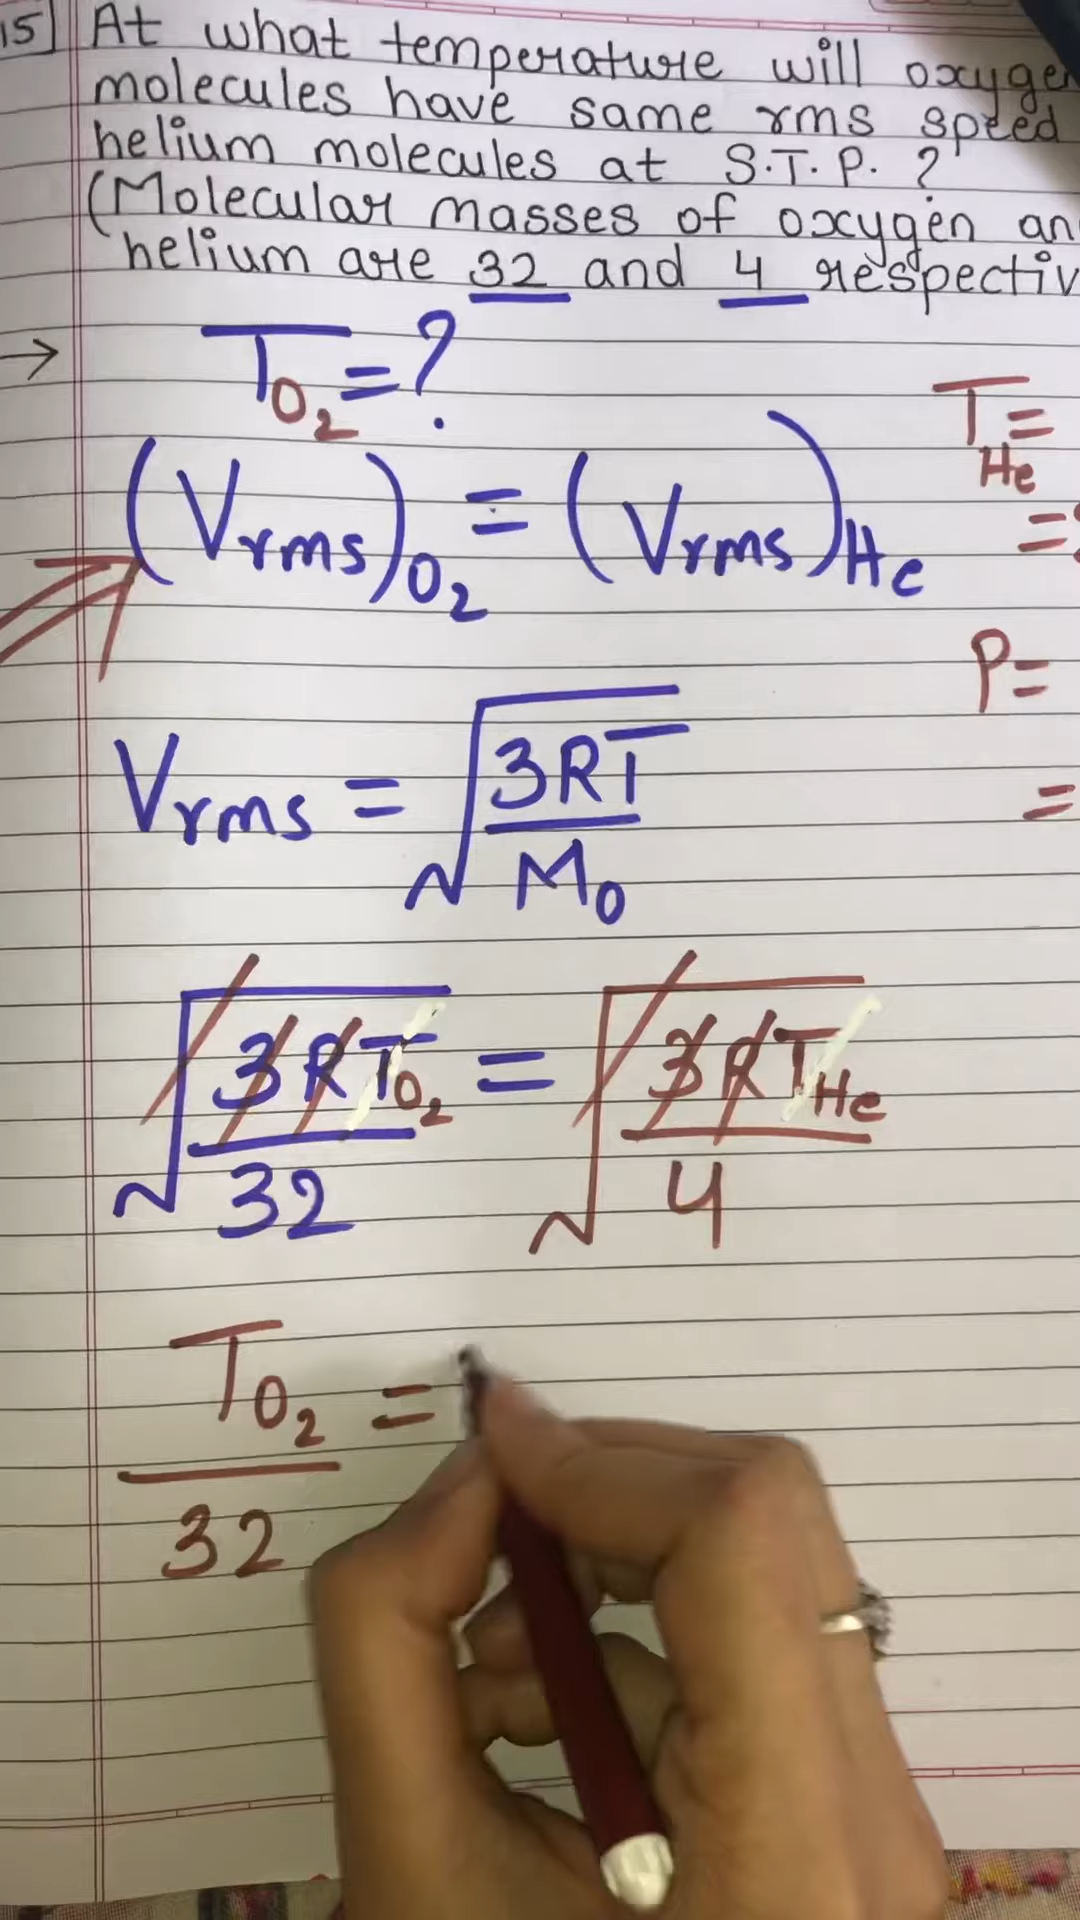 15] At what temperature will oxygen
molecules have same rms speed
helium molecules at S.T.P. ?
(Molecular masses of oxygen an
helium are 32 and 4 respectiv
→ T_O₂ = ?
T_He =
=
(Vrms)_O₂ = (Vrms)_He
P =
=
Vrms = √(3RT/M₀)
√(3RT_O₂/32) = √(3RT_He/4)
T_O₂/32 =